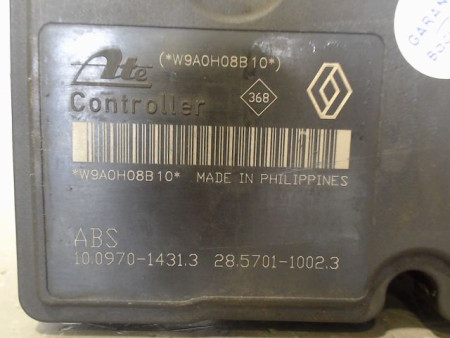 Ate (*W9A0H08B10*)
Controller 368
*W9A0H08B10* MADE IN PHILIPPINES
ABS
10.0970-1431.3 28.5701-1002.3